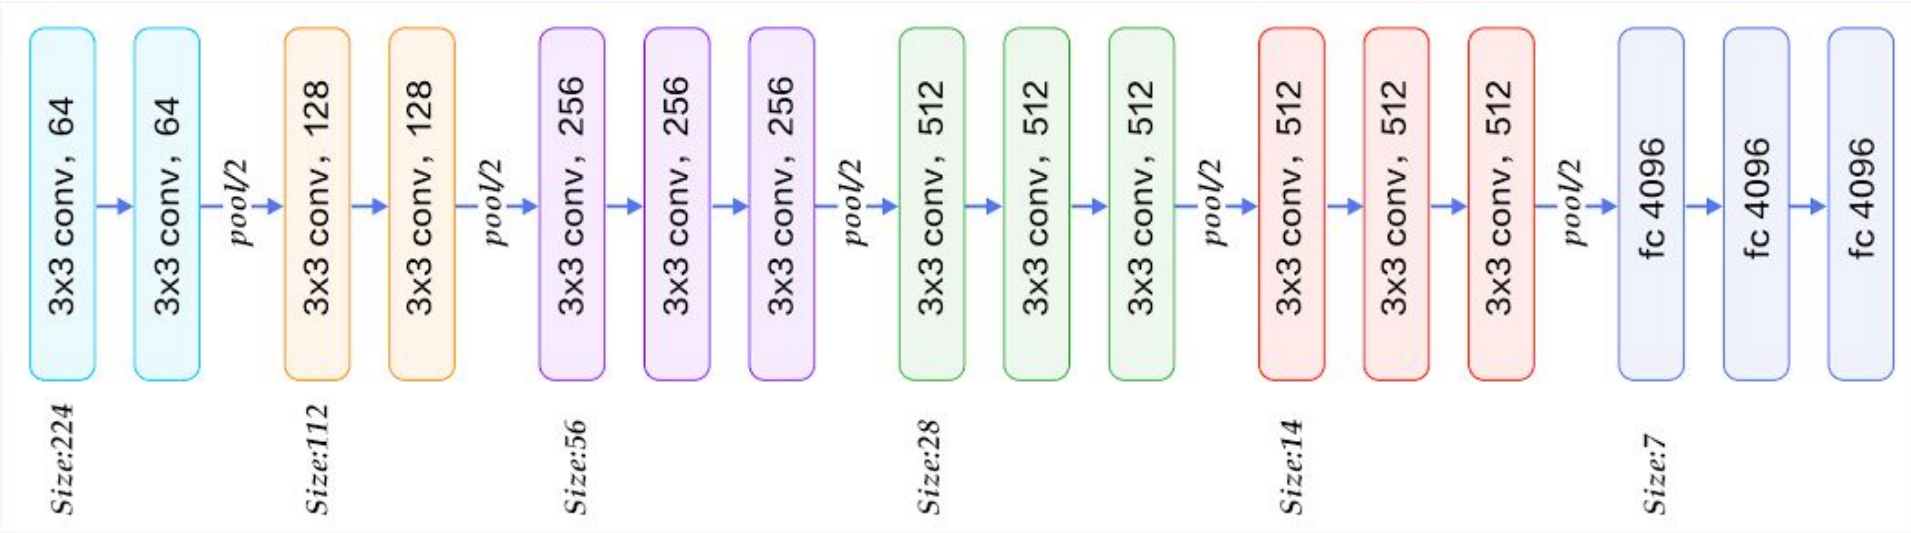 3x3 conv, 64
3x3 conv, 64
pool/2
3x3 conv, 128
3x3 conv, 128
pool/2
3x3 conv, 256
3x3 conv, 256
3x3 conv, 256
pool/2
3x3 conv, 512
3x3 conv, 512
3x3 conv, 512
pool/2
3x3 conv, 512
3x3 conv, 512
3x3 conv, 512
pool/2
fc 4096
fc 4096
fc 4096
Size:224
Size:112
Size:56
Size:28
Size:14
Size:7